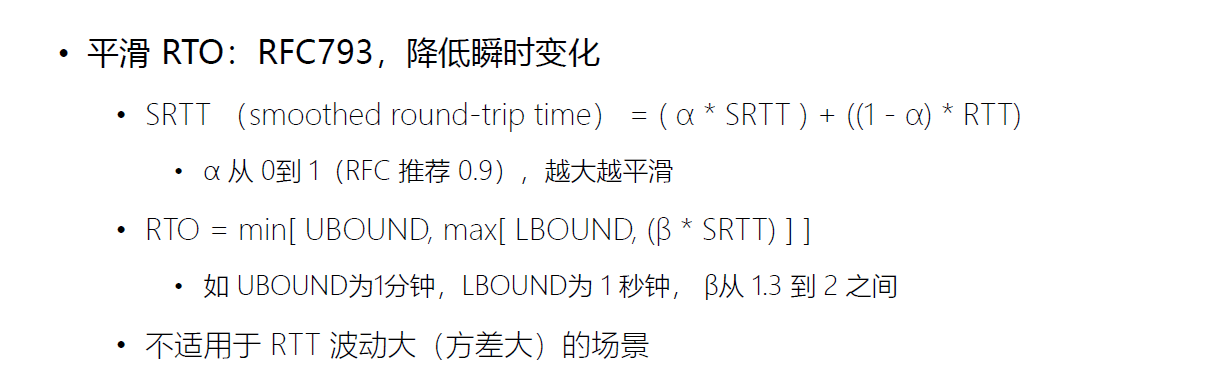 • 平滑 RTO：RFC793，降低瞬时变化
• SRTT （smoothed round-trip time） = ( α * SRTT ) + ((1 - α) * RTT)
• α 从 0到 1（RFC 推荐 0.9），越大越平滑
• RTO = min[ UBOUND, max[ LBOUND, (β * SRTT) ] ]
• 如 UBOUND为1分钟，LBOUND为 1 秒钟， β从 1.3 到 2 之间
• 不适用于 RTT 波动大（方差大）的场景